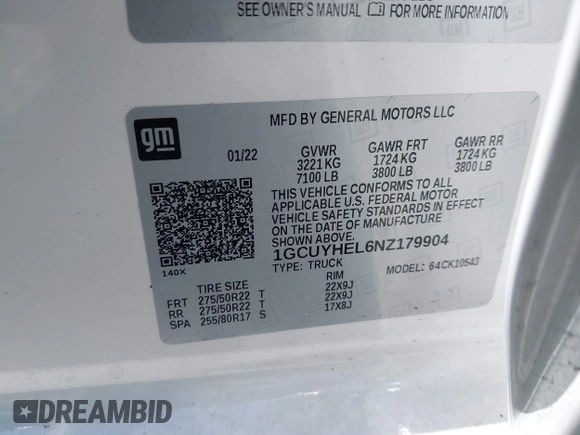 SEE OWNER'S MANUAL FOR MORE INFORMATION
gm
MFD BY GENERAL MOTORS LLC
01/22
GVWR GAWR FRT GAWR RR
3221 KG 1724 KG 1724 KG
7100 LB 3800 LB 3800 LB
THIS VEHICLE CONFORMS TO ALL
APPLICABLE U.S. FEDERAL MOTOR
VEHICLE SAFETY STANDARDS IN EFFECT
ON THE DATE OF MANUFACTURE
SHOWN ABOVE.
1GCUYHEL6NZ179904
140X
TYPE: TRUCK MODEL: 64CK10543
TIRE SIZE RIM
FRT 275/50R22 T 22X9J
RR 275/50R22 T 22X9J
SPA 255/80R17 S 17X8J
DREAMBID